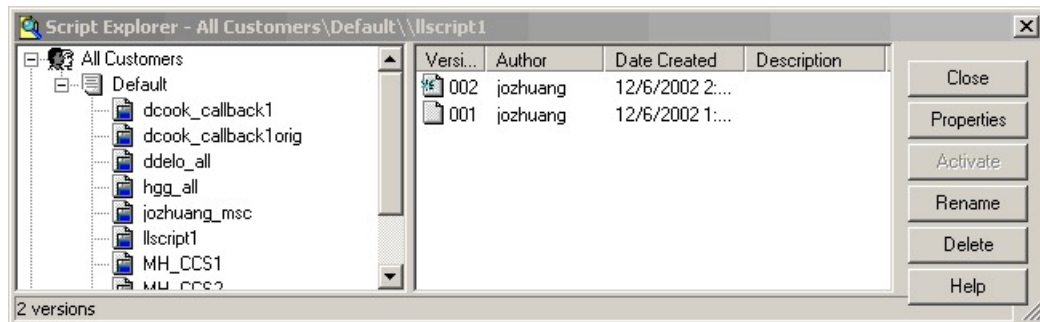 Script Explorer - All Customers\Default\\llscript1
All Customers
Default
dcook_callback1
dcook_callback1orig
ddelo_all
hgg_all
jozhuang_msc
llscript1
MH_CCS1
MH_CCS2
Versi... Author Date Created Description
002 jozhuang 12/6/2002 2:...
001 jozhuang 12/6/2002 1:...
Close
Properties
Activate
Rename
Delete
Help
2 versions